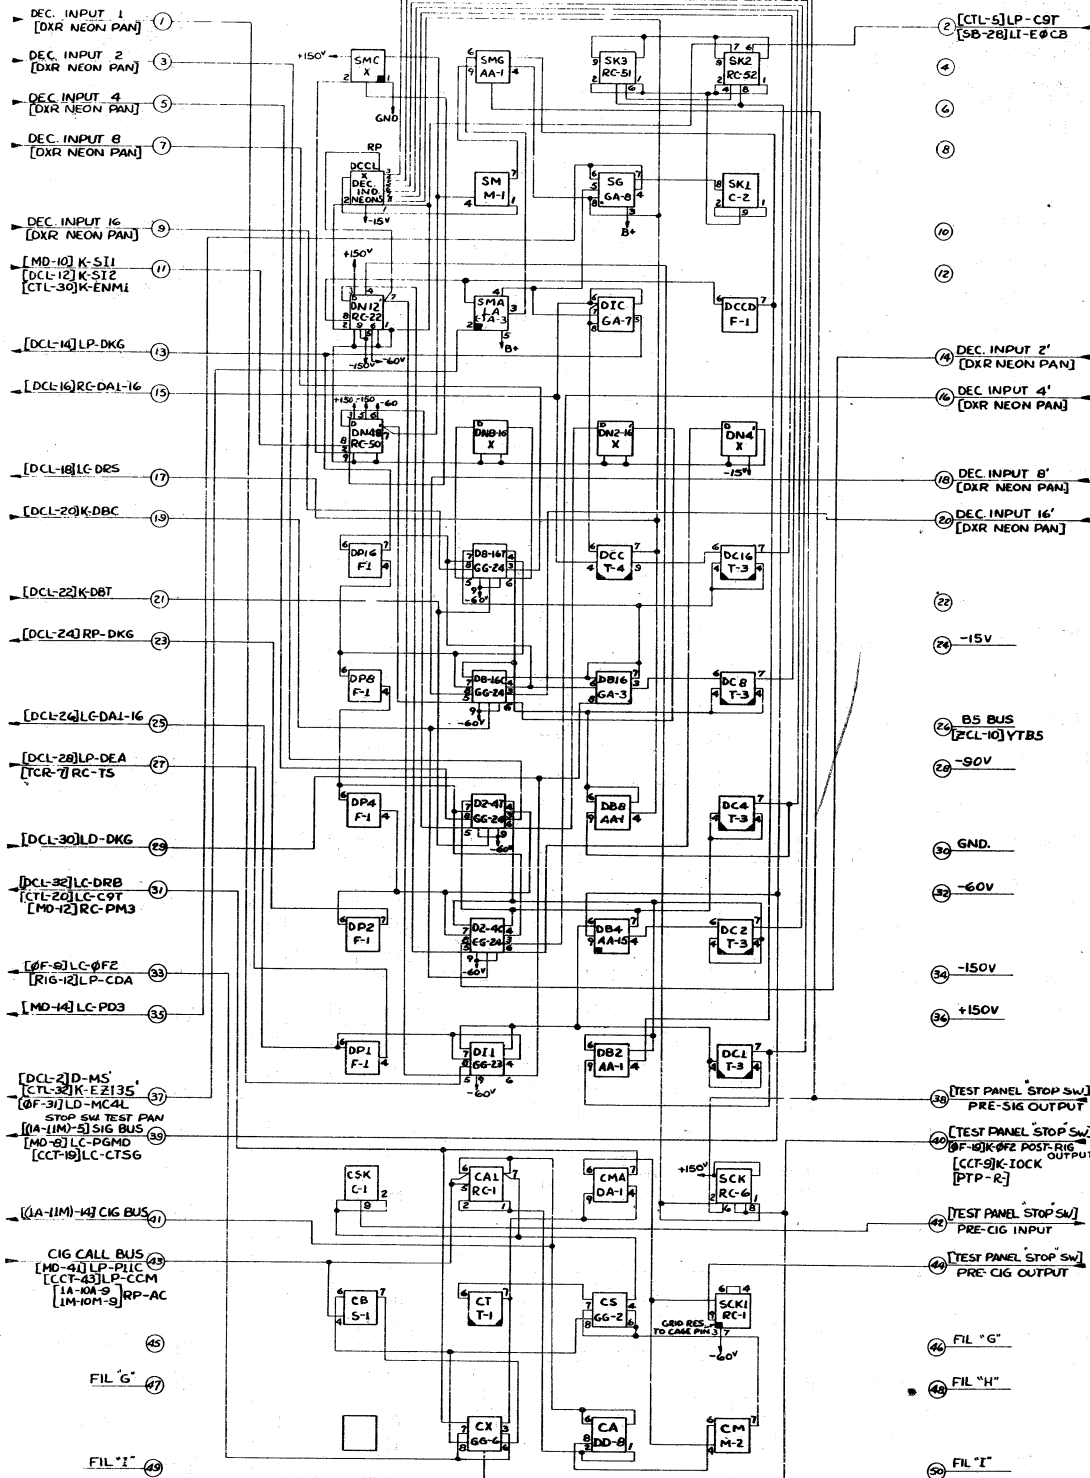 DEC. INPUT 1
[DXR NEON PAN] 1
DEC. INPUT 2
[DXR NEON PAN] 3
DEC. INPUT 4
[DXR NEON PAN] 5
DEC. INPUT 8
[DXR NEON PAN] 7
DEC. INPUT 16
[DXR NEON PAN] 9
[MD-10] K-SI1
[DCL-12] K-SI2 11
[CTL-30] K-ENM1
[DCL-14] LP-DKG 13
[DCL-16] RC-DA1-16 15
[DCL-18] LC-DRS 17
[DCL-20] K-DBC 19
[DCL-22] K-DBT 21
[DCL-24] RP-DKG 23
[DCL-26] LC-DA1-16 25
[DCL-28] LP-DEA 27
[TCR-7] RC-TS
[DCL-30] LD-DKG 29
[DCL-32] LC-DRB 31
[CTL-20] LC-C9T
[MD-12] RC-PM3
[ØF-9] LC-ØF2 33
[RIG-12] LP-CDA
[MD-14] LC-PD3 35
[DCL-2] D-MS'
[CTL-32] K-EZ135' 37
[ØF-31] LD-MC4L
STOP SW. TEST PAN
[(1A-11M)-5] SIG BUS 39
[MD-8] LC-PGMD
[CCT-19] LC-CTSG
[(1A-11M)-14] CIG BUS 41
CIG CALL BUS 43
[MD-41] LP-P11C
[CCT-43] LP-CCM
[1A-10A-9
1M-10M-9] RP-AC
45
FIL "G" 47
FIL "I" 49
+150V
SMC
X
GND
SMG
AA-1
SK3
RC-51
SK2
RC-52
RP
DCCL
X
DEC.
IND.
NEONS
-15V
SM
M-1
SG
GA-8
B+
SK1
C-2
+150V
DN12
RC-22
-150V
-60V
SMA
B+
DIC
GA-7
DCCD
F-1
+150 -150 -60
DN48
RC-50
DN8-16
X
DN2-16
X
DN4'
X
-15V
DP16
F1
D8-16T
GG-24
-60V
DCC
T-4
DC16
T-3
DP8
F-1
D8-16C
GG-24
-60V
DB16
GA-3
DC8
T-3
DP4
F-1
D2-4T
GG-24
-60V
DB8
AA-1
DC4
T-3
DP2
F-1
D2-4C
GG-24
-60V
DB4
AA-15
DC2
T-3
DP1
F-1
DI1
GG-23
-60V
DB2
AA-1
DC1
T-3
CSK
C-1
CA1
RC-1
CMA
DA-1
+150V
SCK
RC-6
CB
S-1
CT
T-1
CS
GG-2
SCK1
RC-1
GRID RES.
TO CAGE PIN 3
-60V
CX
GG-6
CA
DD-8
CM
M-2
2 [CTL-5] LP-C9T
[SB-28] LI-EØCB
4
6
8
10
12
14 DEC. INPUT 2'
[DXR NEON PAN]
16 DEC INPUT 4'
[DXR NEON PAN]
18 DEC. INPUT 8'
[DXR NEON PAN]
20 DEC. INPUT 16'
[DXR NEON PAN]
22
24 -15V
26 BS BUS
[ZCL-10] YTBS
28 -90V
30 GND.
32 -60V
34 -150V
36 +150V
38 [TEST PANEL "STOP" SW]
PRE-SIG OUTPUT
40 [TEST PANEL "STOP" SW]
[ØF-19] K-ØF2 POST-RIG OUTPUT
[CCT-9] K-IOCK
[PTP-R-]
42 [TEST PANEL "STOP" SW]
PRE-CIG INPUT
44 [TEST PANEL "STOP" SW]
PRE-CIG OUTPUT
46 FIL "G"
48 FIL "H"
50 FIL "I"